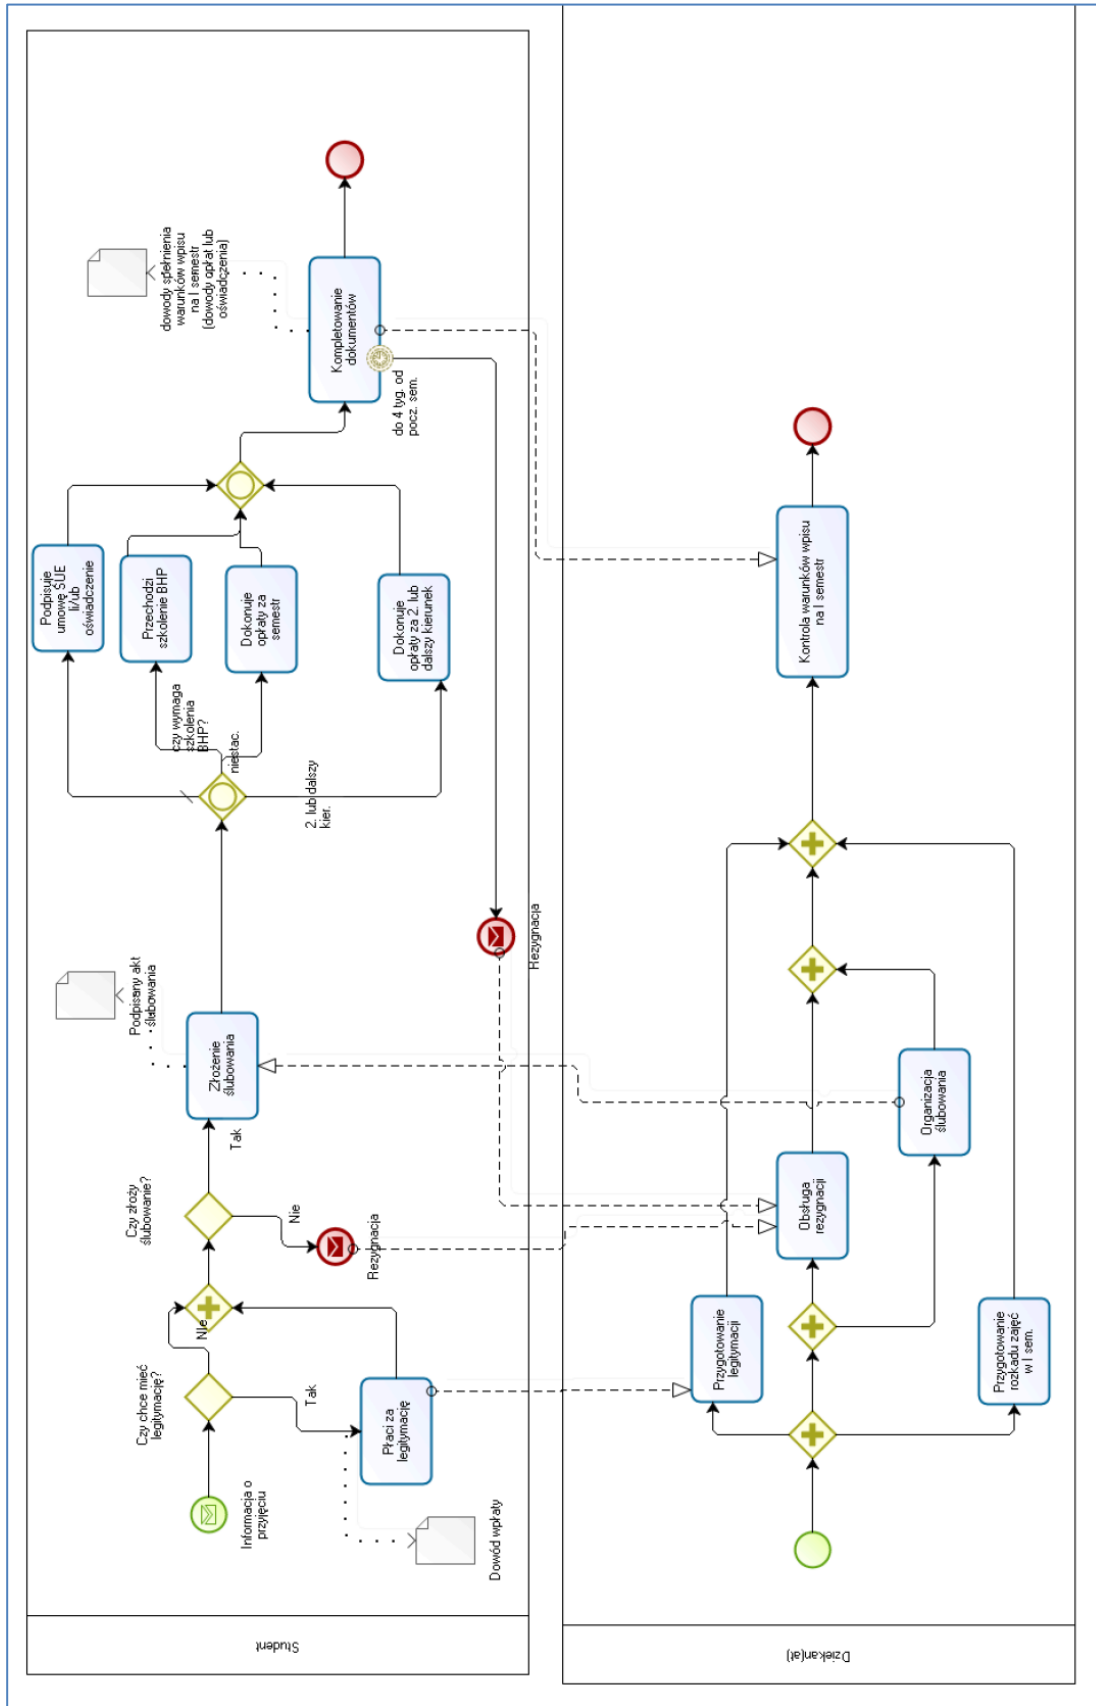 Student
Informacja o
przyjęciu
Czy chce mieć
legitymację?
NIe
Tak
Płaci za
legitymację
Dowód wpłaty
Czy złoży
ślubowanie?
Tak
Nie
Rezygnacja
Złożenie
ślubowania
Podpisany akt
ślubowania
czy wymaga
szkolenia
BHP?
niestac.
2. lub dalszy
kier.
Podpisuje
umowę ŚUE
li/ub
oświadczenie
Przechodzi
szkolenie BHP
Dokonuje
opłaty za
semestr
Dokonuje
opłaty za 2. lub
dalszy kierunek
Kompletowanie
dokumentów
dowody spełnienia
warunków wpisu
na I semestr
(dowody opłat lub
oświadczenia)
do 4 tyg. od
pocz. sem.
Rezygnacja
Dziekan(at)
Przygotowanie
legitymacji
Obsługa
rezygnacji
Organizacja
ślubowania
Przygotowanie
rozkadu zajęć
w I sem.
Kontrola warunków wpisu
na I semestr